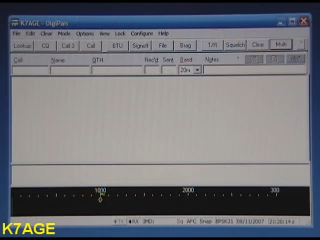 K7AGE - DigiPan
File Edit Clear Mode Options View Lock Configure Help
Lookup CQ Call 3 Call BTU Signoff File Brag T/R Squelch Clear Multi
Call Name QTH Rec'd Sent Band Notes
20m
1000 2000 300
IMD: AFC Snap BPSK31 08/11/2007
K7AGE